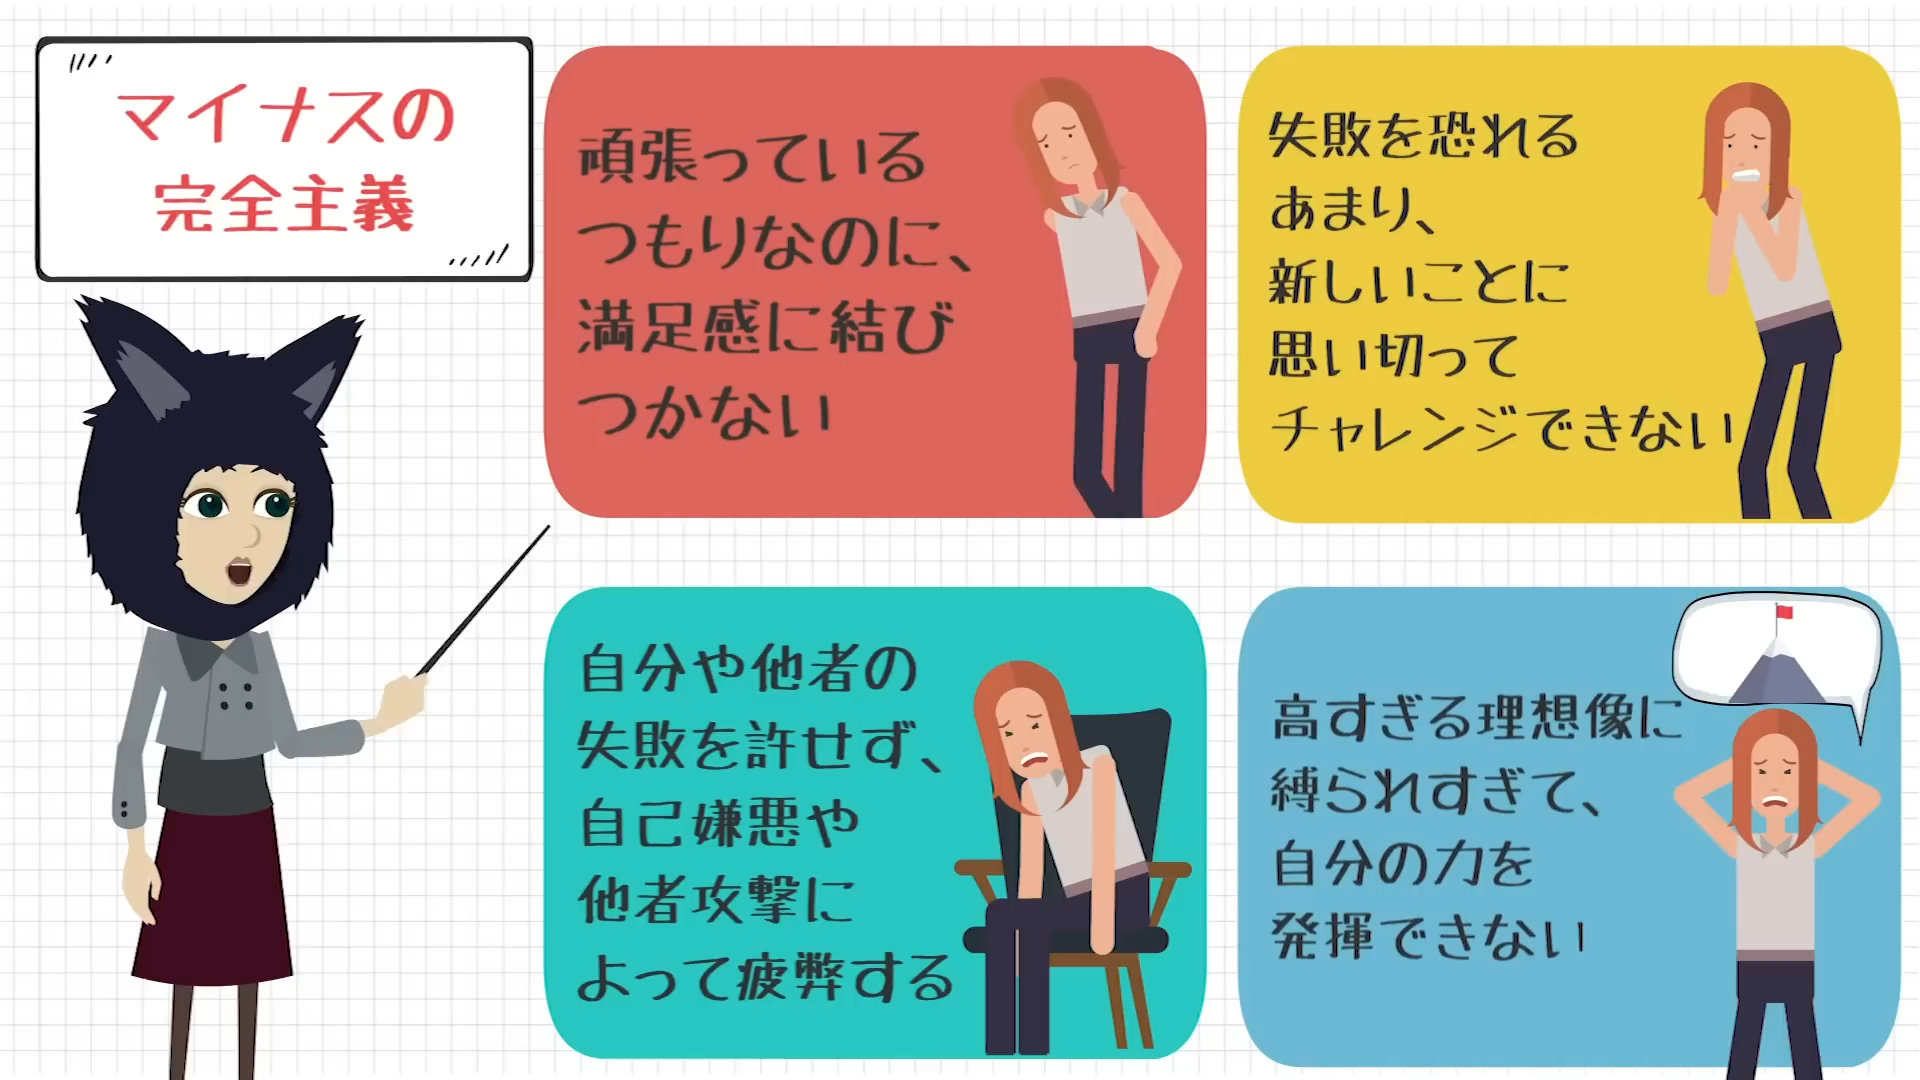 マイナスの
完全主義
頑張っている
つもりなのに、
満足感に結び
つかない
失敗を恐れる
あまり、
新しいことに
思い切って
チャレンジできない
自分や他者の
失敗を許せず、
自己嫌悪や
他者攻撃に
よって疲弊する
高すぎる理想像に
縛られすぎて、
自分の力を
発揮できない